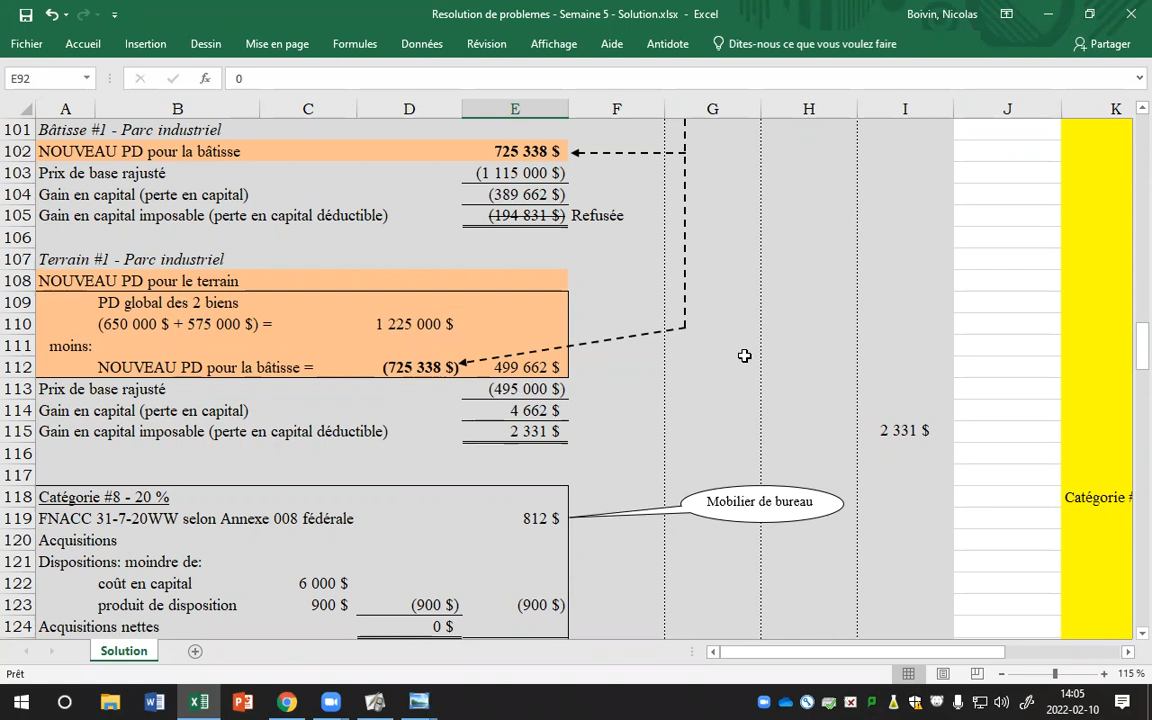 Resolution de problemes - Semaine 5 - Solution.xlsx - Excel
Boivin, Nicolas
Fichier Accueil Insertion Dessin Mise en page Formules Données Révision Affichage Aide Antidote Dites-nous ce que vous voulez faire Partager
E92 fx 0
A B C D E F G H I J K
101 Bâtisse #1 - Parc industriel
102 NOUVEAU PD pour la bâtisse 725 338 $
103 Prix de base rajusté (1 115 000 $)
104 Gain en capital (perte en capital) (389 662 $)
105 Gain en capital imposable (perte en capital déductible) (194 831 $) Refusée
106
107 Terrain #1 - Parc industriel
108 NOUVEAU PD pour le terrain
109 PD global des 2 biens
110 (650 000 $ + 575 000 $) = 1 225 000 $
111 moins:
112 NOUVEAU PD pour la bâtisse = (725 338 $) 499 662 $
113 Prix de base rajusté (495 000 $)
114 Gain en capital (perte en capital) 4 662 $
115 Gain en capital imposable (perte en capital déductible) 2 331 $ 2 331 $
116
117
118 Catégorie #8 - 20 % Catégorie #
Mobilier de bureau
119 FNACC 31-7-20WW selon Annexe 008 fédérale 812 $
120 Acquisitions
121 Dispositions: moindre de:
122 coût en capital 6 000 $
123 produit de disposition 900 $ (900 $) (900 $)
124 Acquisitions nettes 0 $
Solution
Prêt
115 %
14:05
2022-02-10